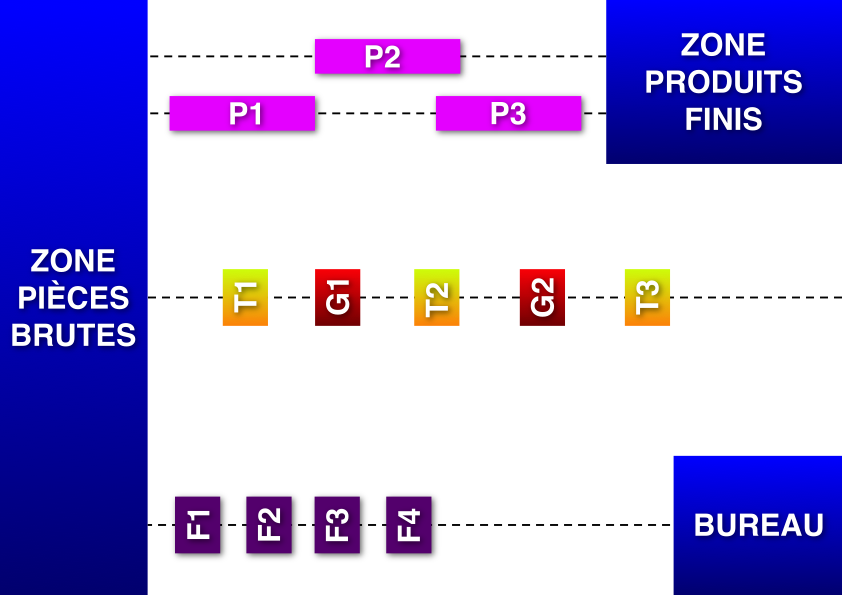 ZONE
PRODUITS
FINIS
P2
P1
P3
ZONE
PIÈCES
BRUTES
T1
G1
T2
G2
T3
F1
F2
F3
F4
BUREAU